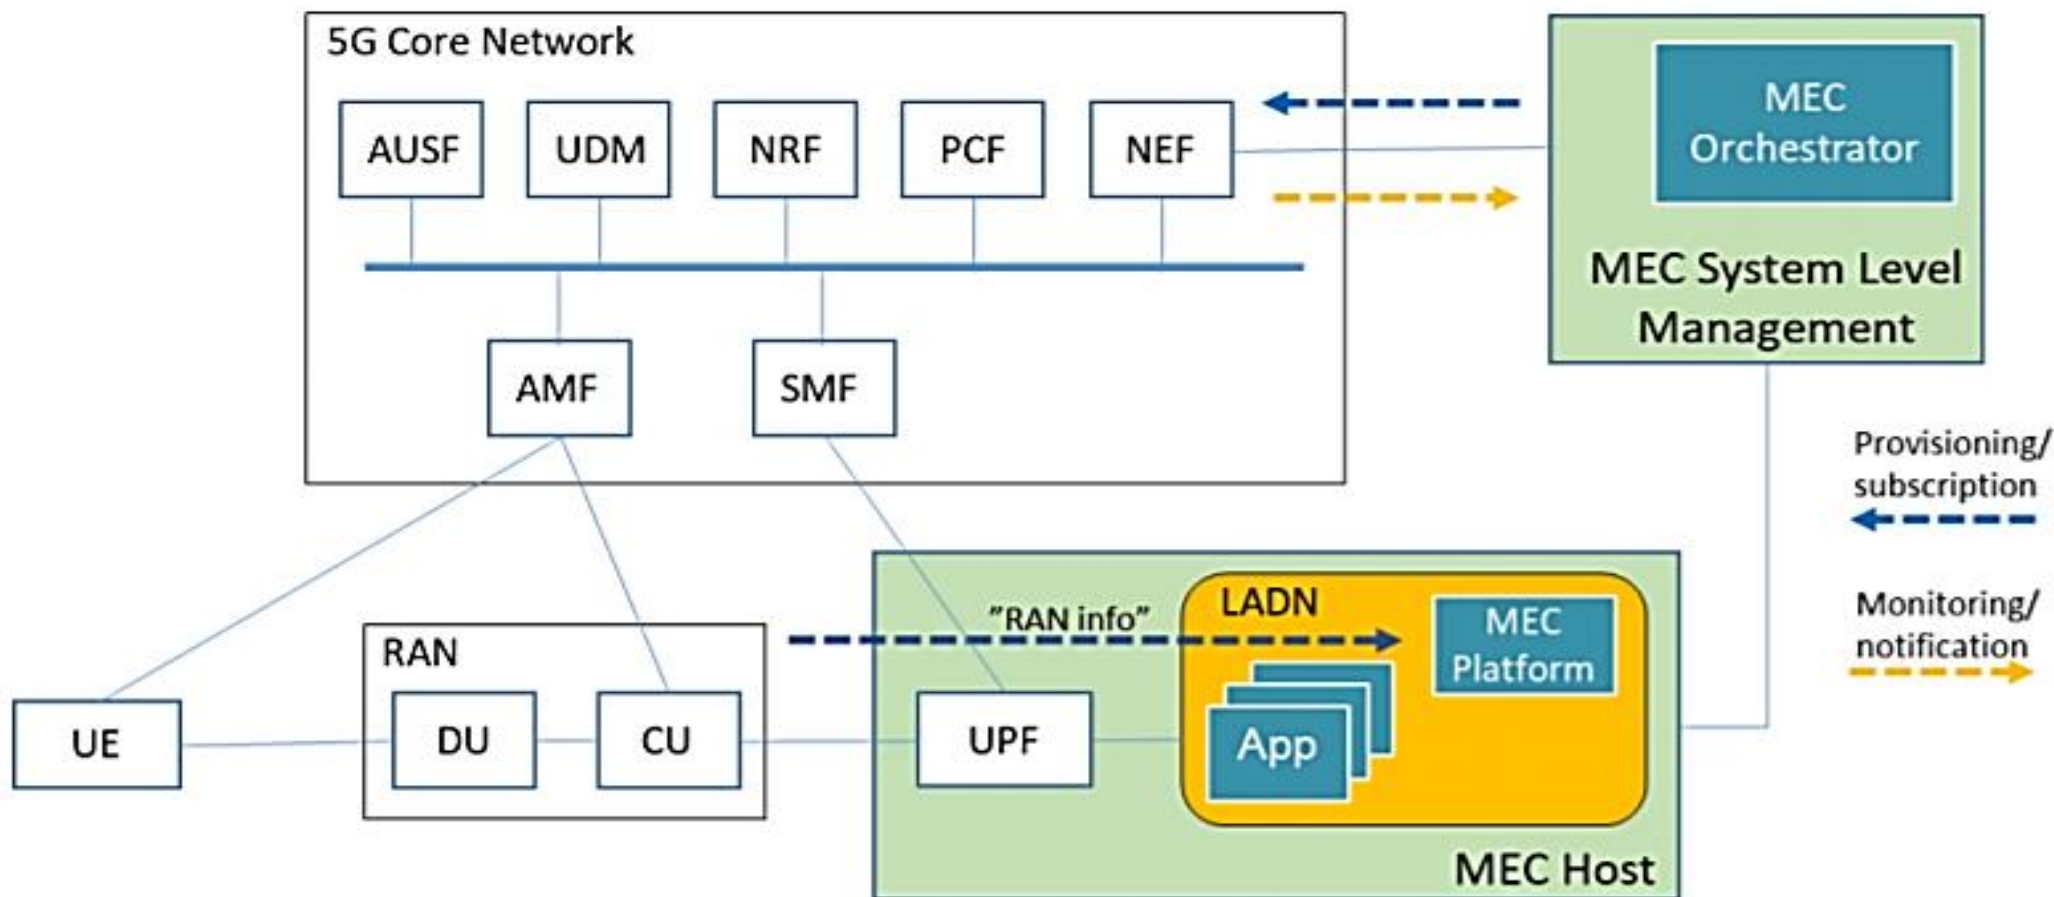 5G Core Network
AUSF
UDM
NRF
PCF
NEF
MEC
Orchestrator
MEC System Level
Management
AMF
SMF
Provisioning/
subscription
Monitoring/
notification
RAN
"RAN info"
LADN
MEC
Platform
UE
DU
CU
UPF
App
MEC Host